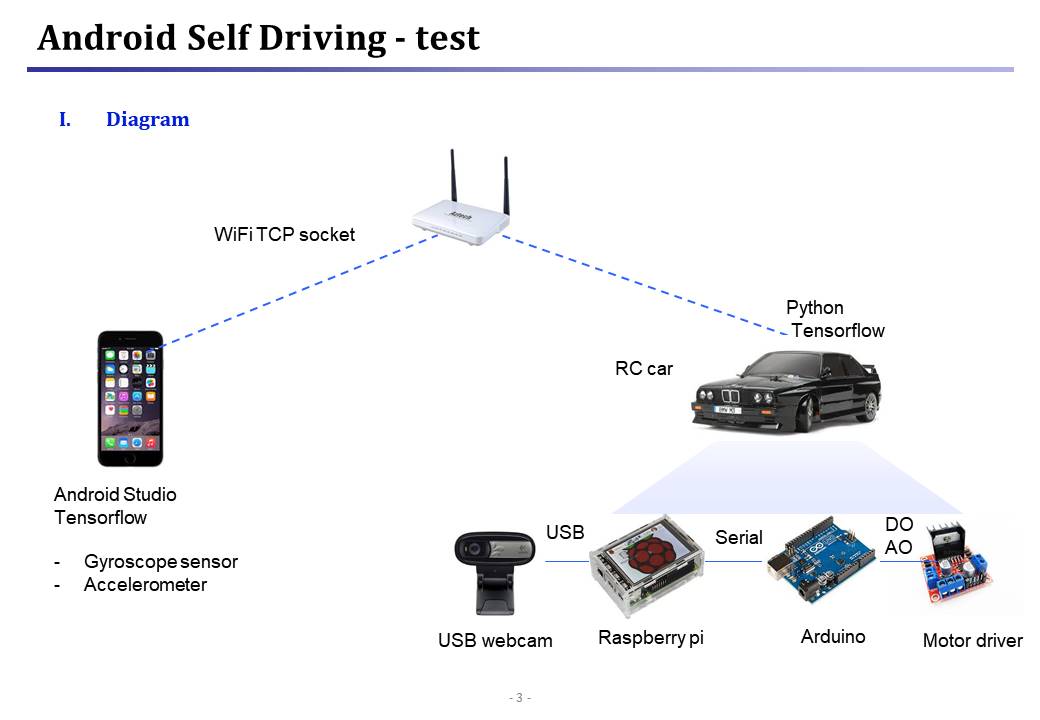 Android Self Driving - test
I. Diagram
Aztech
WiFi TCP socket
Python
Tensorflow
RC car
Android Studio
Tensorflow
- Gyroscope sensor
- Accelerometer
USB
Serial
DO
AO
USB webcam
Raspberry pi
Arduino
Motor driver
- 3 -